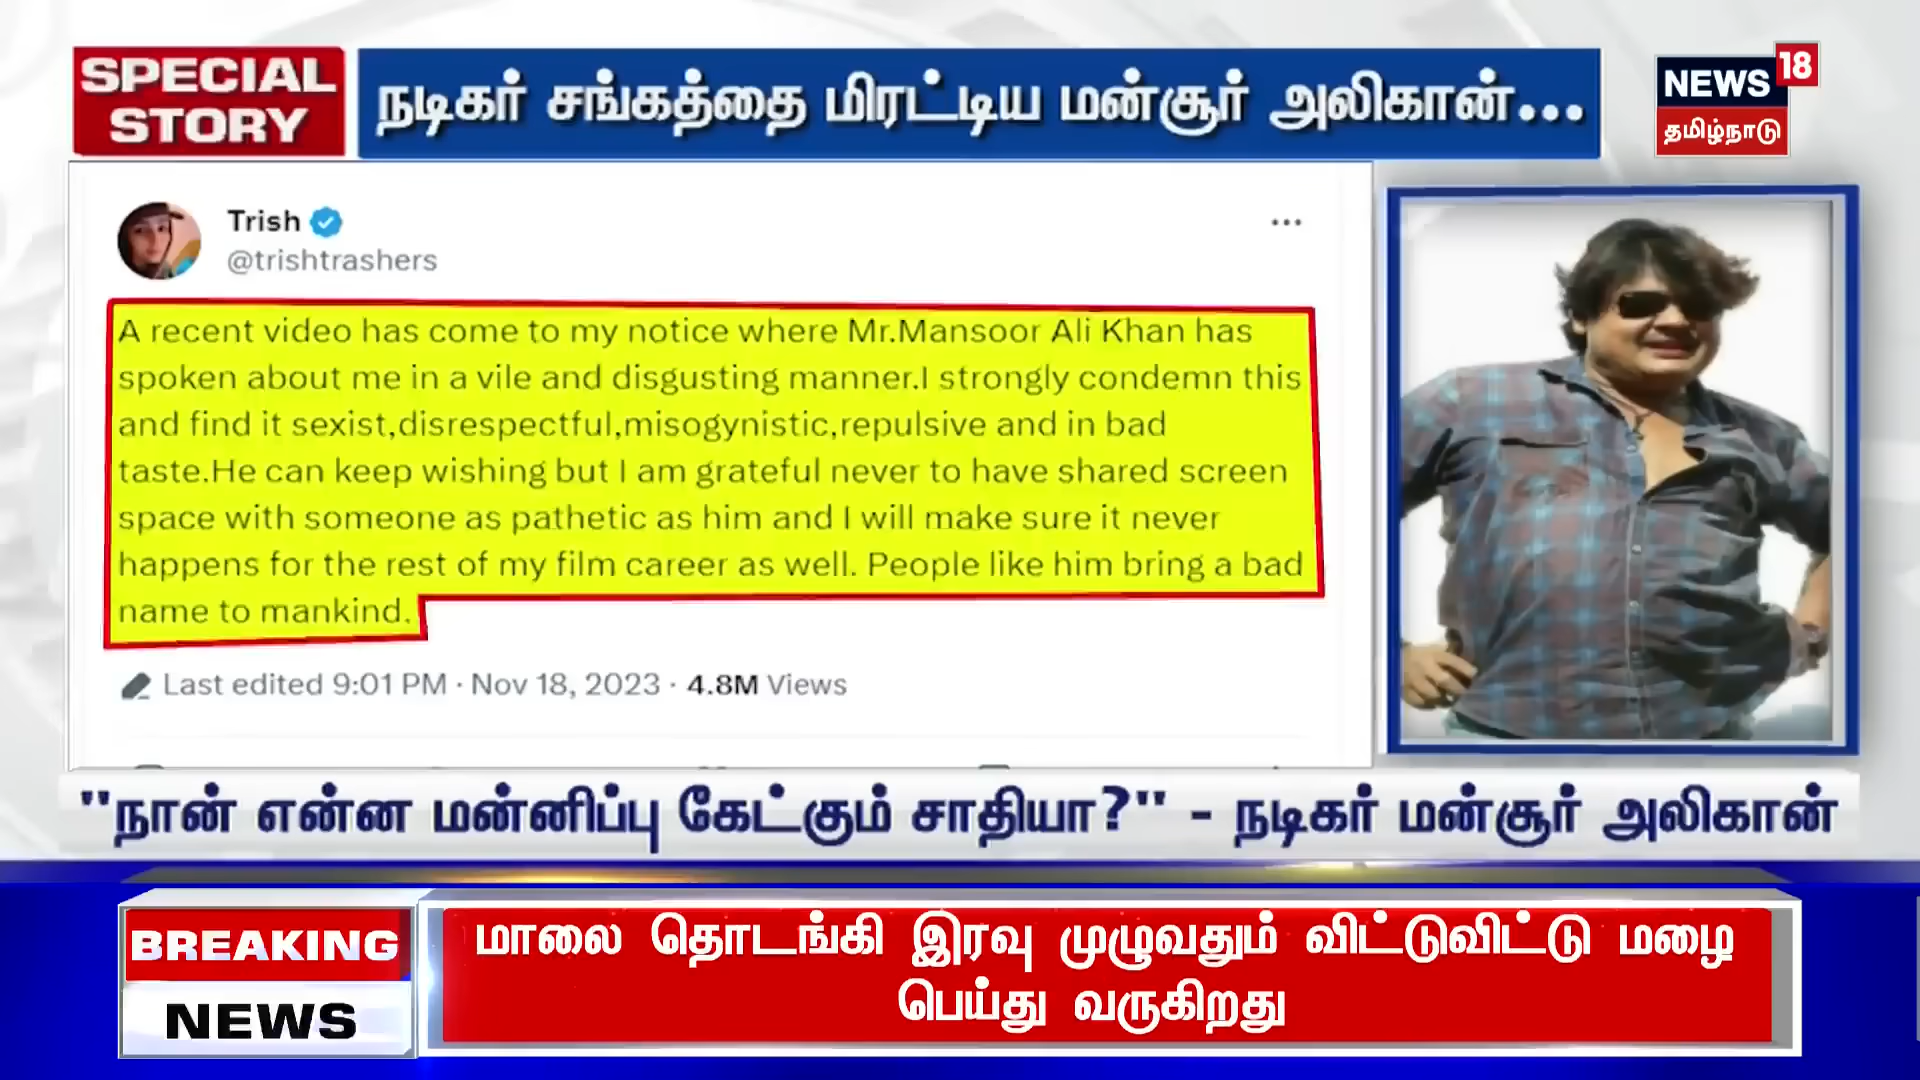 SPECIAL
STORY
நடிகர் சங்கத்தை மிரட்டிய மன்சூர் அலிகான்...
NEWS 18
தமிழ்நாடு
Trish
@trishtrashers
A recent video has come to my notice where Mr.Mansoor Ali Khan has
spoken about me in a vile and disgusting manner.I strongly condemn this
and find it sexist,disrespectful,misogynistic,repulsive and in bad
taste.He can keep wishing but I am grateful never to have shared screen
space with someone as pathetic as him and I will make sure it never
happens for the rest of my film career as well. People like him bring a bad
name to mankind.
Last edited 9:01 PM · Nov 18, 2023 · 4.8M Views
"நான் என்ன மன்னிப்பு கேட்கும் சாதியா?" - நடிகர் மன்சூர் அலிகான்
BREAKING
NEWS
மாலை தொடங்கி இரவு முழுவதும் விட்டுவிட்டு மழை
பெய்து வருகிறது